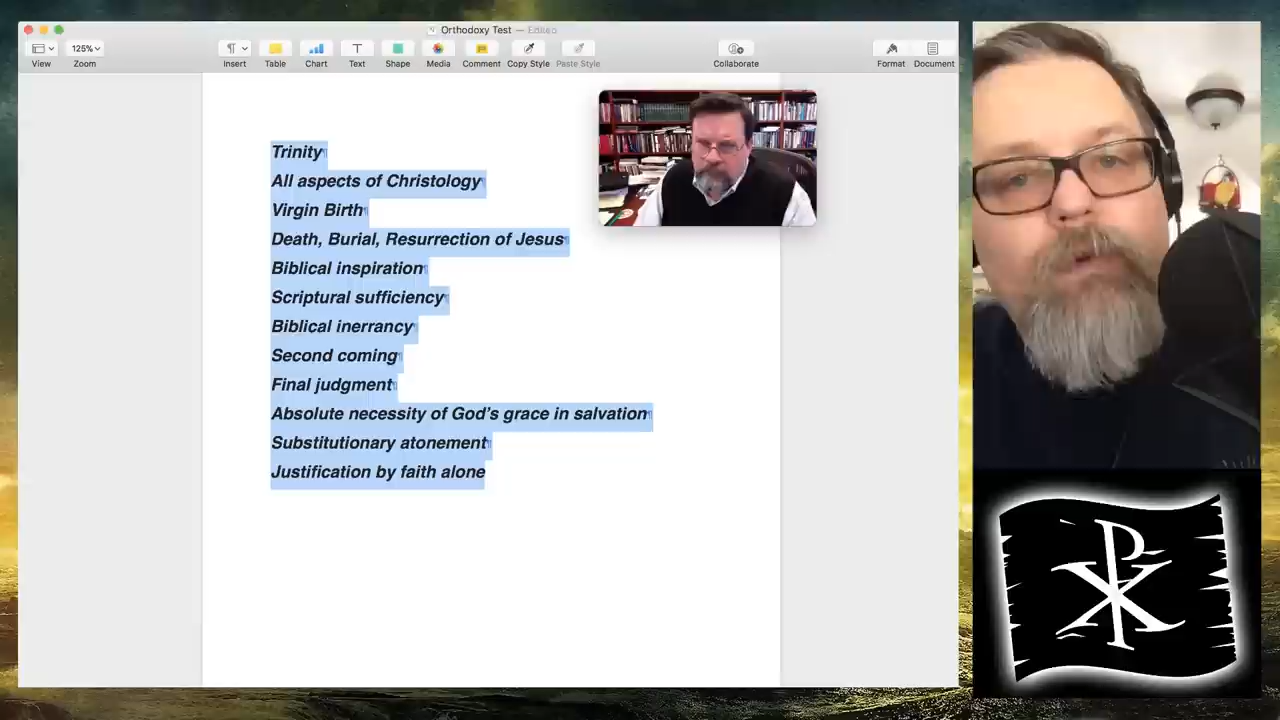 Orthodoxy Test — Edited
125%
View
Zoom
Insert
Table
Chart
Text
Shape
Media
Comment
Copy Style
Paste Style
Collaborate
Format
Document
Trinity
All aspects of Christology
Virgin Birth
Death, Burial, Resurrection of Jesus
Biblical inspiration
Scriptural sufficiency
Biblical inerrancy
Second coming
Final judgment
Absolute necessity of God’s grace in salvation
Substitutionary atonement
Justification by faith alone